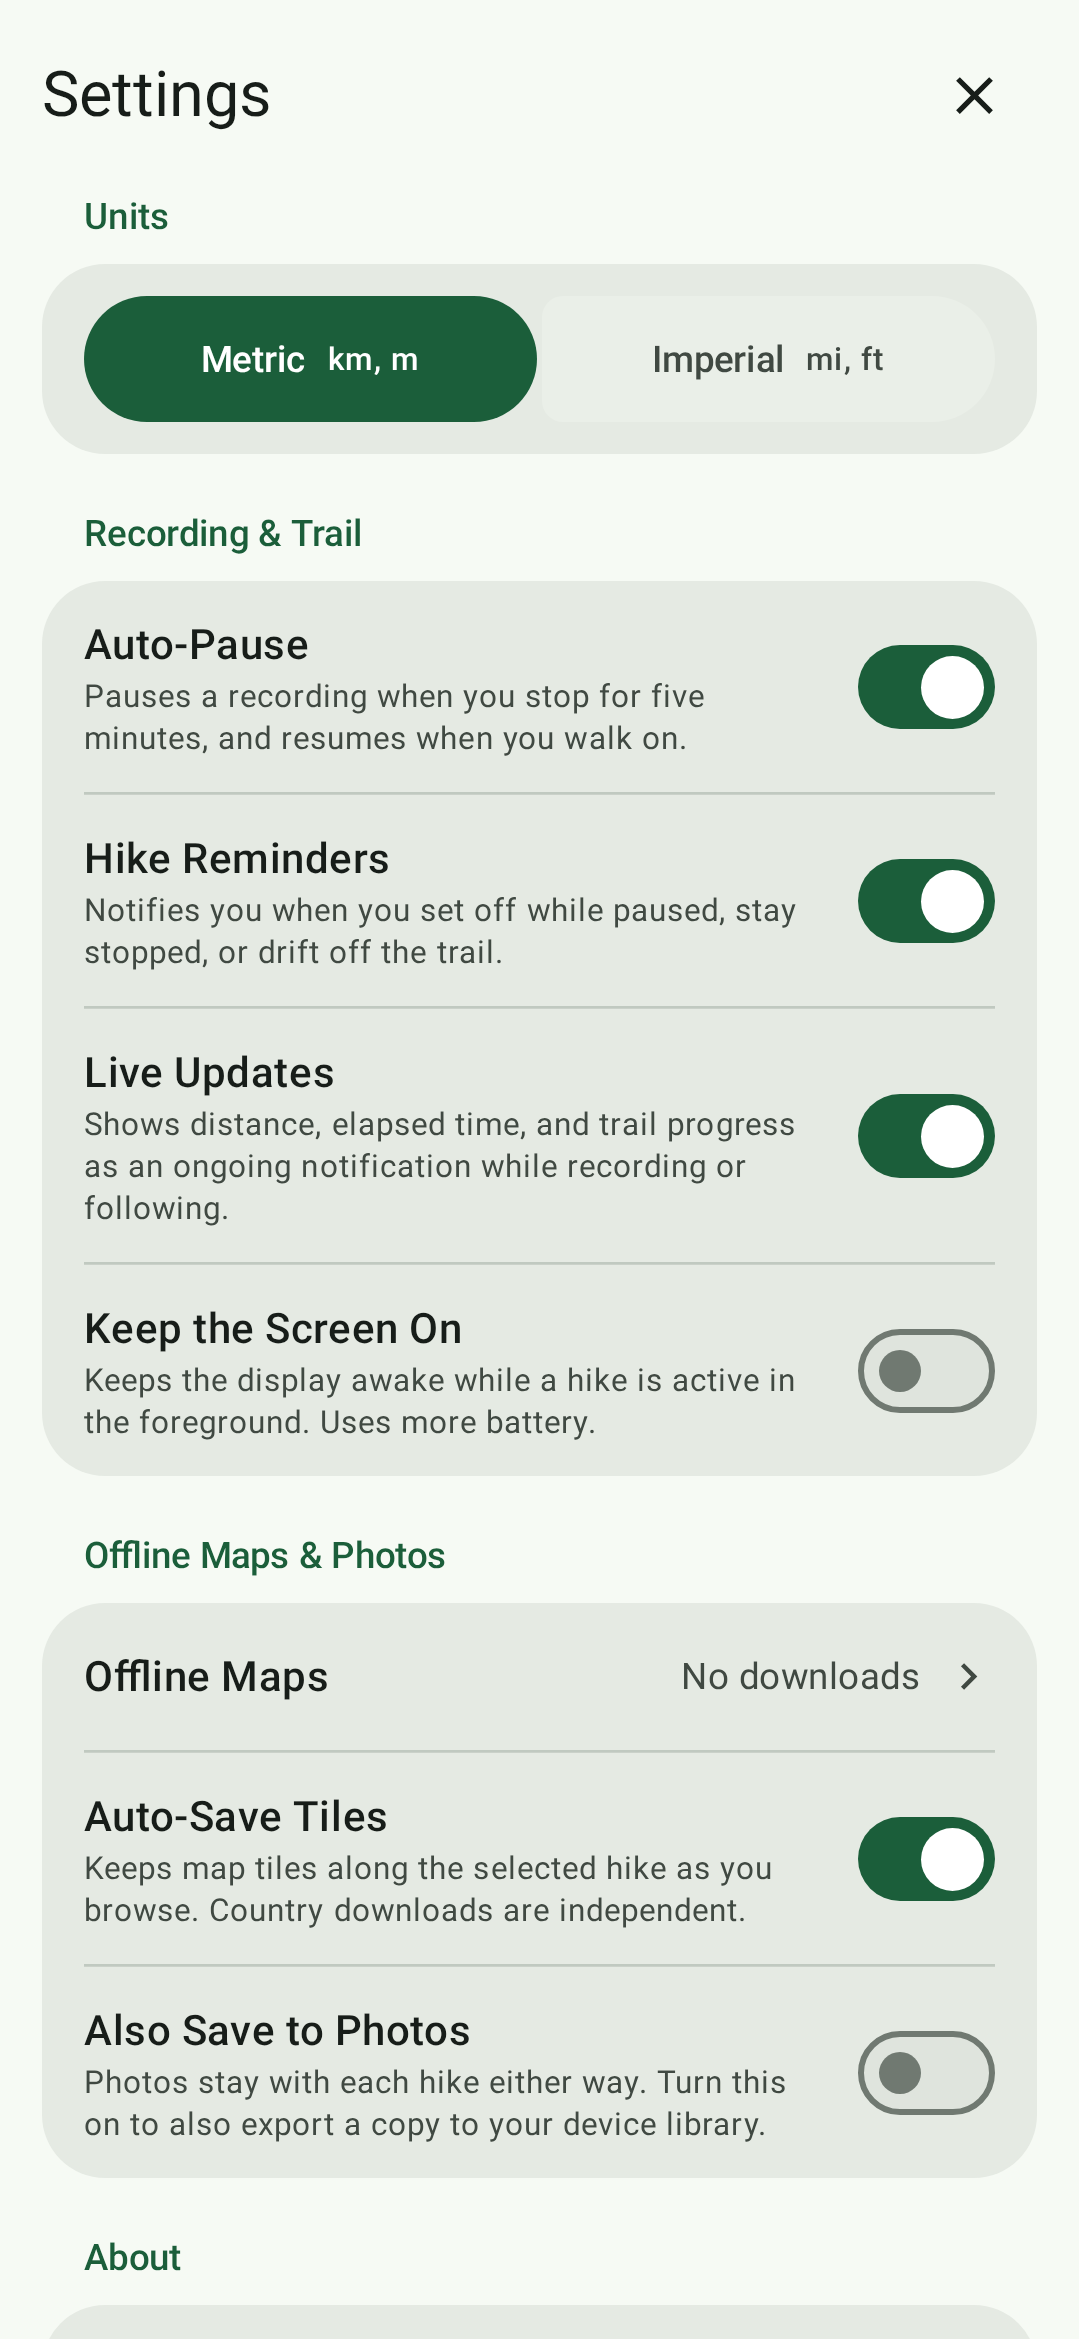 Settings
Units
Metric km, m
Imperial mi, ft
Recording & Trail
Auto-Pause
Pauses a recording when you stop for five
minutes, and resumes when you walk on.
Hike Reminders
Notifies you when you set off while paused, stay
stopped, or drift off the trail.
Live Updates
Shows distance, elapsed time, and trail progress
as an ongoing notification while recording or
following.
Keep the Screen On
Keeps the display awake while a hike is active in
the foreground. Uses more battery.
Offline Maps & Photos
Offline Maps
No downloads
Auto-Save Tiles
Keeps map tiles along the selected hike as you
browse. Country downloads are independent.
Also Save to Photos
Photos stay with each hike either way. Turn this
on to also export a copy to your device library.
About